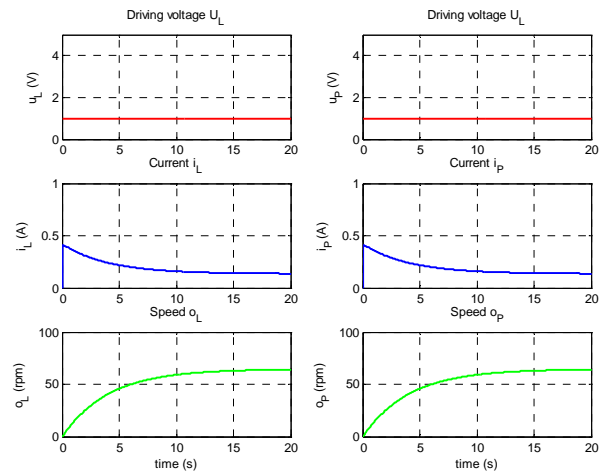 Driving voltage U_L
Driving voltage U_L
u_L (V)
4
2
0
0 5 10 15 20
u_P (V)
4
2
0
0 5 10 15 20
Current i_L
Current i_P
i_L (A)
1
0.5
0
0 5 10 15 20
i_P (A)
1
0.5
0
0 5 10 15 20
Speed o_L
Speed o_P
o_L (rpm)
100
50
0
0 5 10 15 20
time (s)
o_P (rpm)
100
50
0
0 5 10 15 20
time (s)